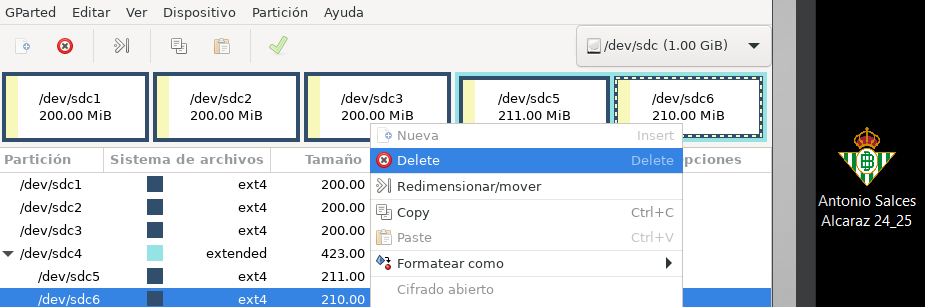 GParted Editar Ver Dispositivo Partición Ayuda
/dev/sdc (1.00 GiB)
/dev/sdc1
200.00 MiB
/dev/sdc2
200.00 MiB
/dev/sdc3
200.00 MiB
/dev/sdc5
211.00 MiB
/dev/sdc6
210.00 MiB
Nueva Insert
Delete Delete
Redimensionar/mover
Copy Ctrl+C
Paste Ctrl+V
Formatear como
Cifrado abierto
Partición Sistema de archivos Tamaño pciones
/dev/sdc1 ext4 200.00
/dev/sdc2 ext4 200.00
/dev/sdc3 ext4 200.00
/dev/sdc4 extended 423.00
/dev/sdc5 ext4 211.00
/dev/sdc6 ext4 210.00
Antonio Salces
Alcaraz 24_25